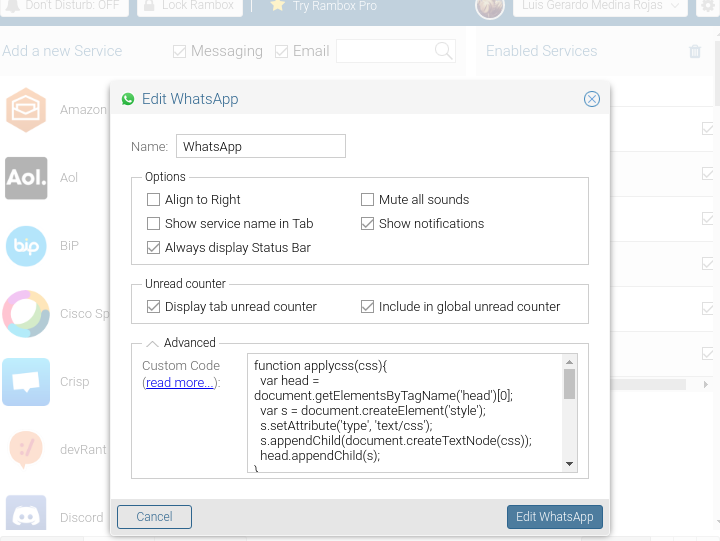 Don't Disturb: OFF
Lock Rambox
Try Rambox Pro
Luis Gerardo Medina Rojas
Add a new Service
Messaging
Email
Enabled Services
Amazon
Aol.
Aol
bip
BiP
Cisco Sp
Crisp
devRant
Discord
Edit WhatsApp
Name:
WhatsApp
Options
Align to Right
Mute all sounds
Show service name in Tab
Show notifications
Always display Status Bar
Unread counter
Display tab unread counter
Include in global unread counter
Advanced
Custom Code
(read more...):
function applycss(css){
var head =
document.getElementsByTagName('head')[0];
var s = document.createElement('style');
s.setAttribute('type', 'text/css');
s.appendChild(document.createTextNode(css));
head.appendChild(s);
}
Cancel
Edit WhatsApp